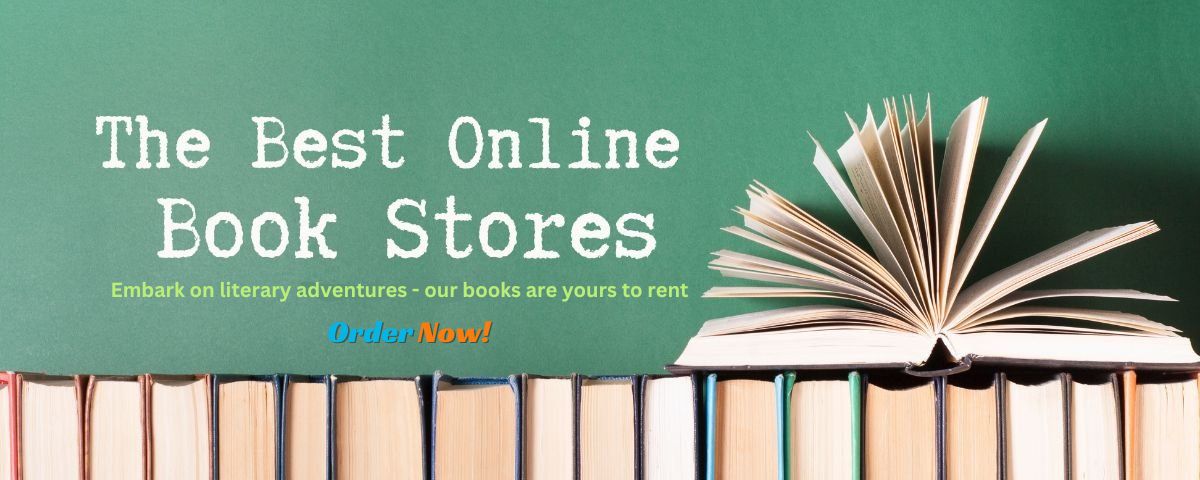 The Best Online
Book Stores
Embark on literary adventures - our books are yours to rent
Order Now!